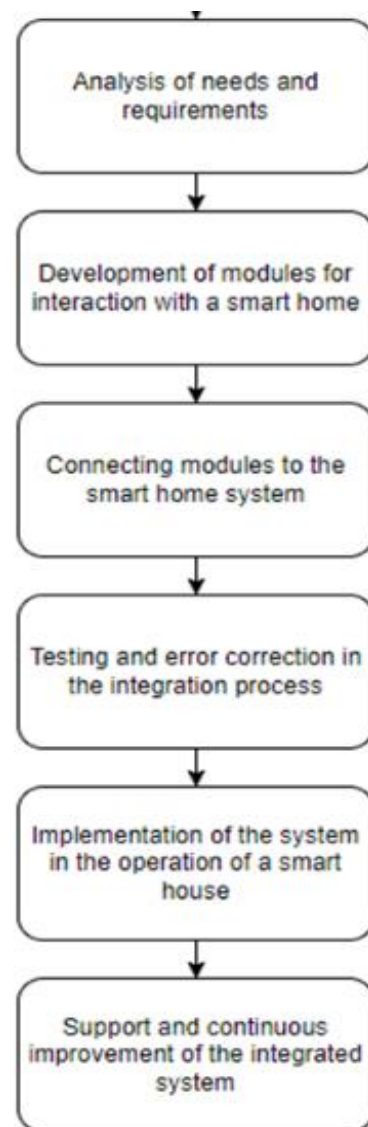 Analysis of needs and
requirements
Development of modules for
interaction with a smart home
Connecting modules to the
smart home system
Testing and error correction in
the integration process
Implementation of the system
in the operation of a smart
house
Support and continuous
improvement of the integrated
system